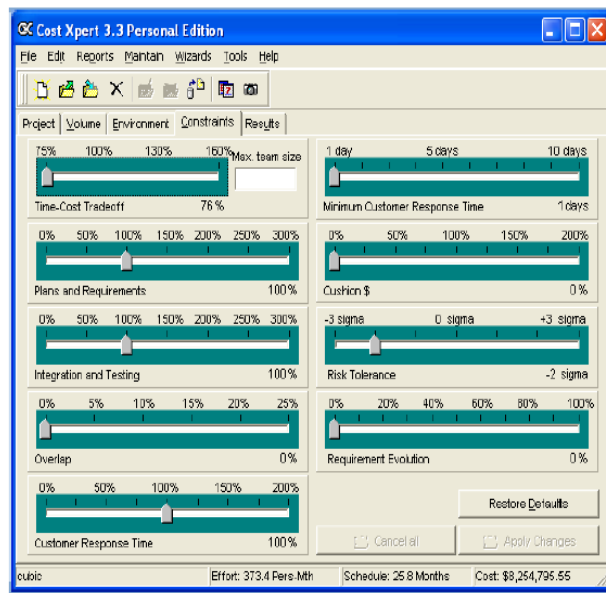 Cost Xpert 3.3 Personal Edition
File Edit Reports Maintain Wizards Tools Help
Project Volume Environment Constraints Results
75% 100% 130% 160% Max. team size
Time-Cost Tradeoff 76 %
1 day 5 days 10 days
Minimum Customer Response Time 1 days
0% 50% 100% 150% 200% 250% 300%
Plans and Requirements 100 %
0% 50% 100% 150% 200%
Cushion $ 0 %
0% 50% 100% 150% 200% 250% 300%
Integration and Testing 100 %
-3 sigma 0 sigma +3 sigma
Risk Tolerance -2 sigma
0% 5% 10% 15% 20% 25%
Overlap 0 %
0% 20% 40% 60% 80% 100%
Requirement Evolution 0 %
0% 50% 100% 150% 200%
Customer Response Time 100 %
Restore Defaults
Cancel all Apply Changes
cubic Effort: 373.4 Pers-Mth Schedule: 25.8 Months Cost: $8,254,795.55